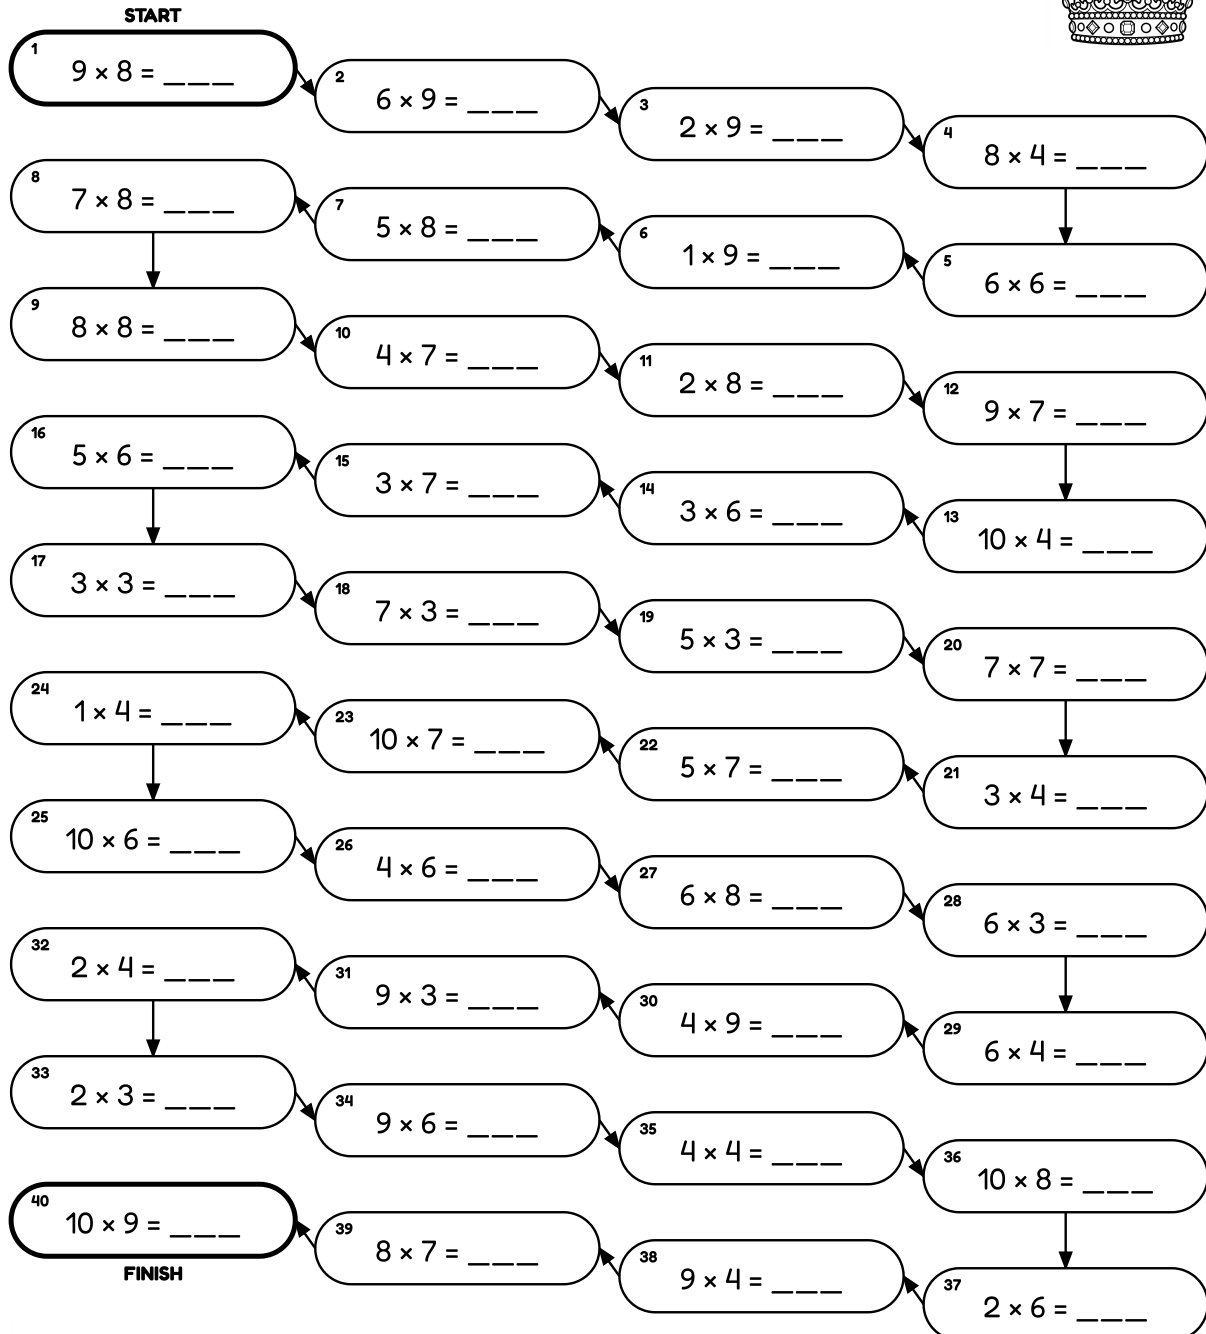 START
1 9 × 8 = ___
2 6 × 9 = ___
3 2 × 9 = ___
4 8 × 4 = ___
5 6 × 6 = ___
6 1 × 9 = ___
7 5 × 8 = ___
8 7 × 8 = ___
9 8 × 8 = ___
10 4 × 7 = ___
11 2 × 8 = ___
12 9 × 7 = ___
13 10 × 4 = ___
14 3 × 6 = ___
15 3 × 7 = ___
16 5 × 6 = ___
17 3 × 3 = ___
18 7 × 3 = ___
19 5 × 3 = ___
20 7 × 7 = ___
21 3 × 4 = ___
22 5 × 7 = ___
23 10 × 7 = ___
24 1 × 4 = ___
25 10 × 6 = ___
26 4 × 6 = ___
27 6 × 8 = ___
28 6 × 3 = ___
29 6 × 4 = ___
30 4 × 9 = ___
31 9 × 3 = ___
32 2 × 4 = ___
33 2 × 3 = ___
34 9 × 6 = ___
35 4 × 4 = ___
36 10 × 8 = ___
37 2 × 6 = ___
38 9 × 4 = ___
39 8 × 7 = ___
40 10 × 9 = ___
FINISH